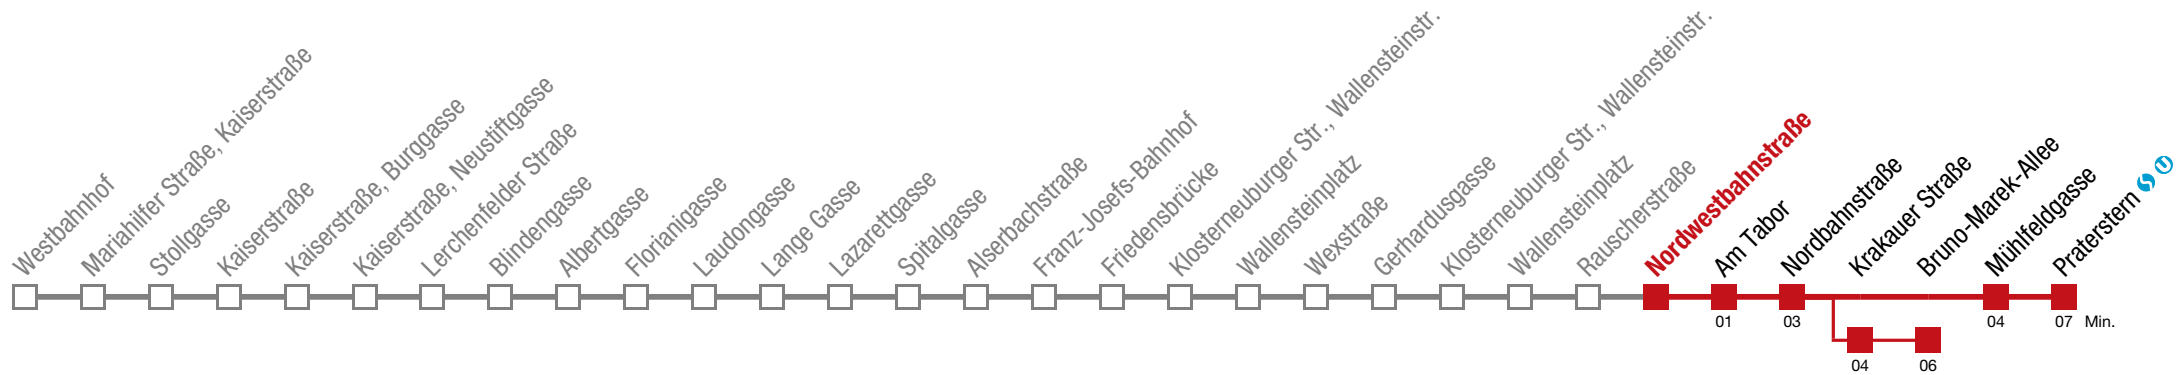 Westbahnhof
Mariahilfer Straße, Kaiserstraße
Stollgasse
Kaiserstraße
Kaiserstraße, Burggasse
Kaiserstraße, Neustiftgasse
Lerchenfelder Straße
Blindengasse
Albertgasse
Florianigasse
Laudongasse
Lange Gasse
Lazarettgasse
Spitalgasse
Alserbachstraße
Franz-Josefs-Bahnhof
Friedensbrücke
Klosterneuburger Str., Wallensteinstr.
Wallensteinplatz
Wexstraße
Gerhardusgasse
Klosterneuburger Str., Wallensteinstr.
Wallensteinplatz
Rauscherstraße
Nordwestbahnstraße
Am Tabor
Nordbahnstraße
Krakauer Straße
Bruno-Marek-Allee
Mühlfeldgasse
Praterstern S U
01 03 04 07 Min.
04 06